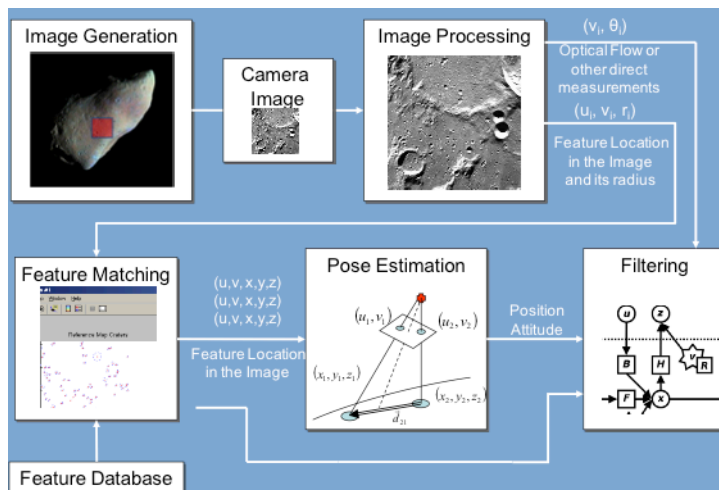 Image Generation
Camera
Image
Image Processing
(vᵢ, θᵢ)
Optical Flow or
other direct
measurements
(uᵢ, vᵢ, rᵢ)
Feature Location
in the Image
and its radius
Feature Matching
Window Help
Reference Map Craters
(u,v,x,y,z)
(u,v,x,y,z)
(u,v,x,y,z)
Feature Location
in the Image
Pose Estimation
(u₁, v₁)
(u₂, v₂)
(x₁, y₁, z₁)
(x₂, y₂, z₂)
d₂₁
Position
Attitude
Filtering
u z
v R
B H
F x
Feature Database